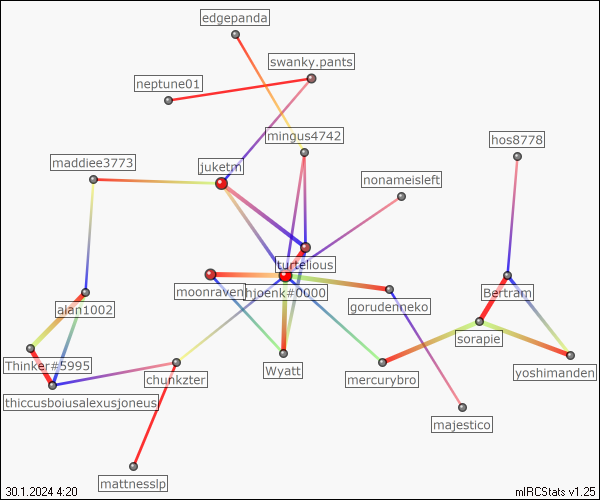 edgepanda
swanky.pants
neptune01
mingus4742
hos8778
maddiee3773
juketm
nonameisleft
turtelious
moonraven
hjoenk#0000
Bertram
alan1002
gorudenneko
sorapie
Thinker#5995
Wyatt
chunkzter
mercurybro
yoshimanden
thiccusboiusalexusjoneus
majestico
mattnesslp
30.1.2024 4:20
mIRCStats v1.25